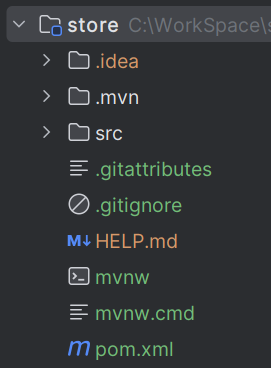 store C:\WorkSpace\s
.idea
.mvn
src
.gitattributes
.gitignore
M↓ HELP.md
mvnw
mvnw.cmd
m pom.xml